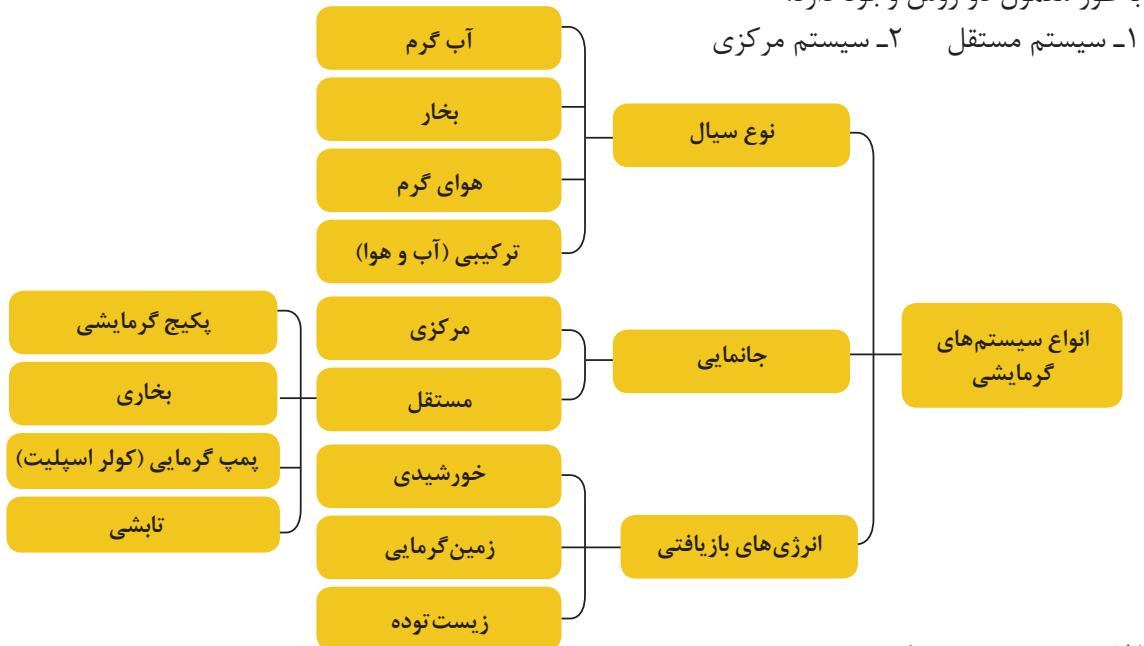 ۱ـ سیستم مستقل ۲ـ سیستم مرکزی
انواع سیستم‌های
گرمایشی
نوع سیال
آب گرم
بخار
هوای گرم
ترکیبی (آب و هوا)
جانمایی
مرکزی
مستقل
پکیج گرمایشی
بخاری
پمپ گرمایی (کولر اسپلیت)
تابشی
انرژی‌های بازیافتی
خورشیدی
زمین‌گرمایی
زیست‌توده